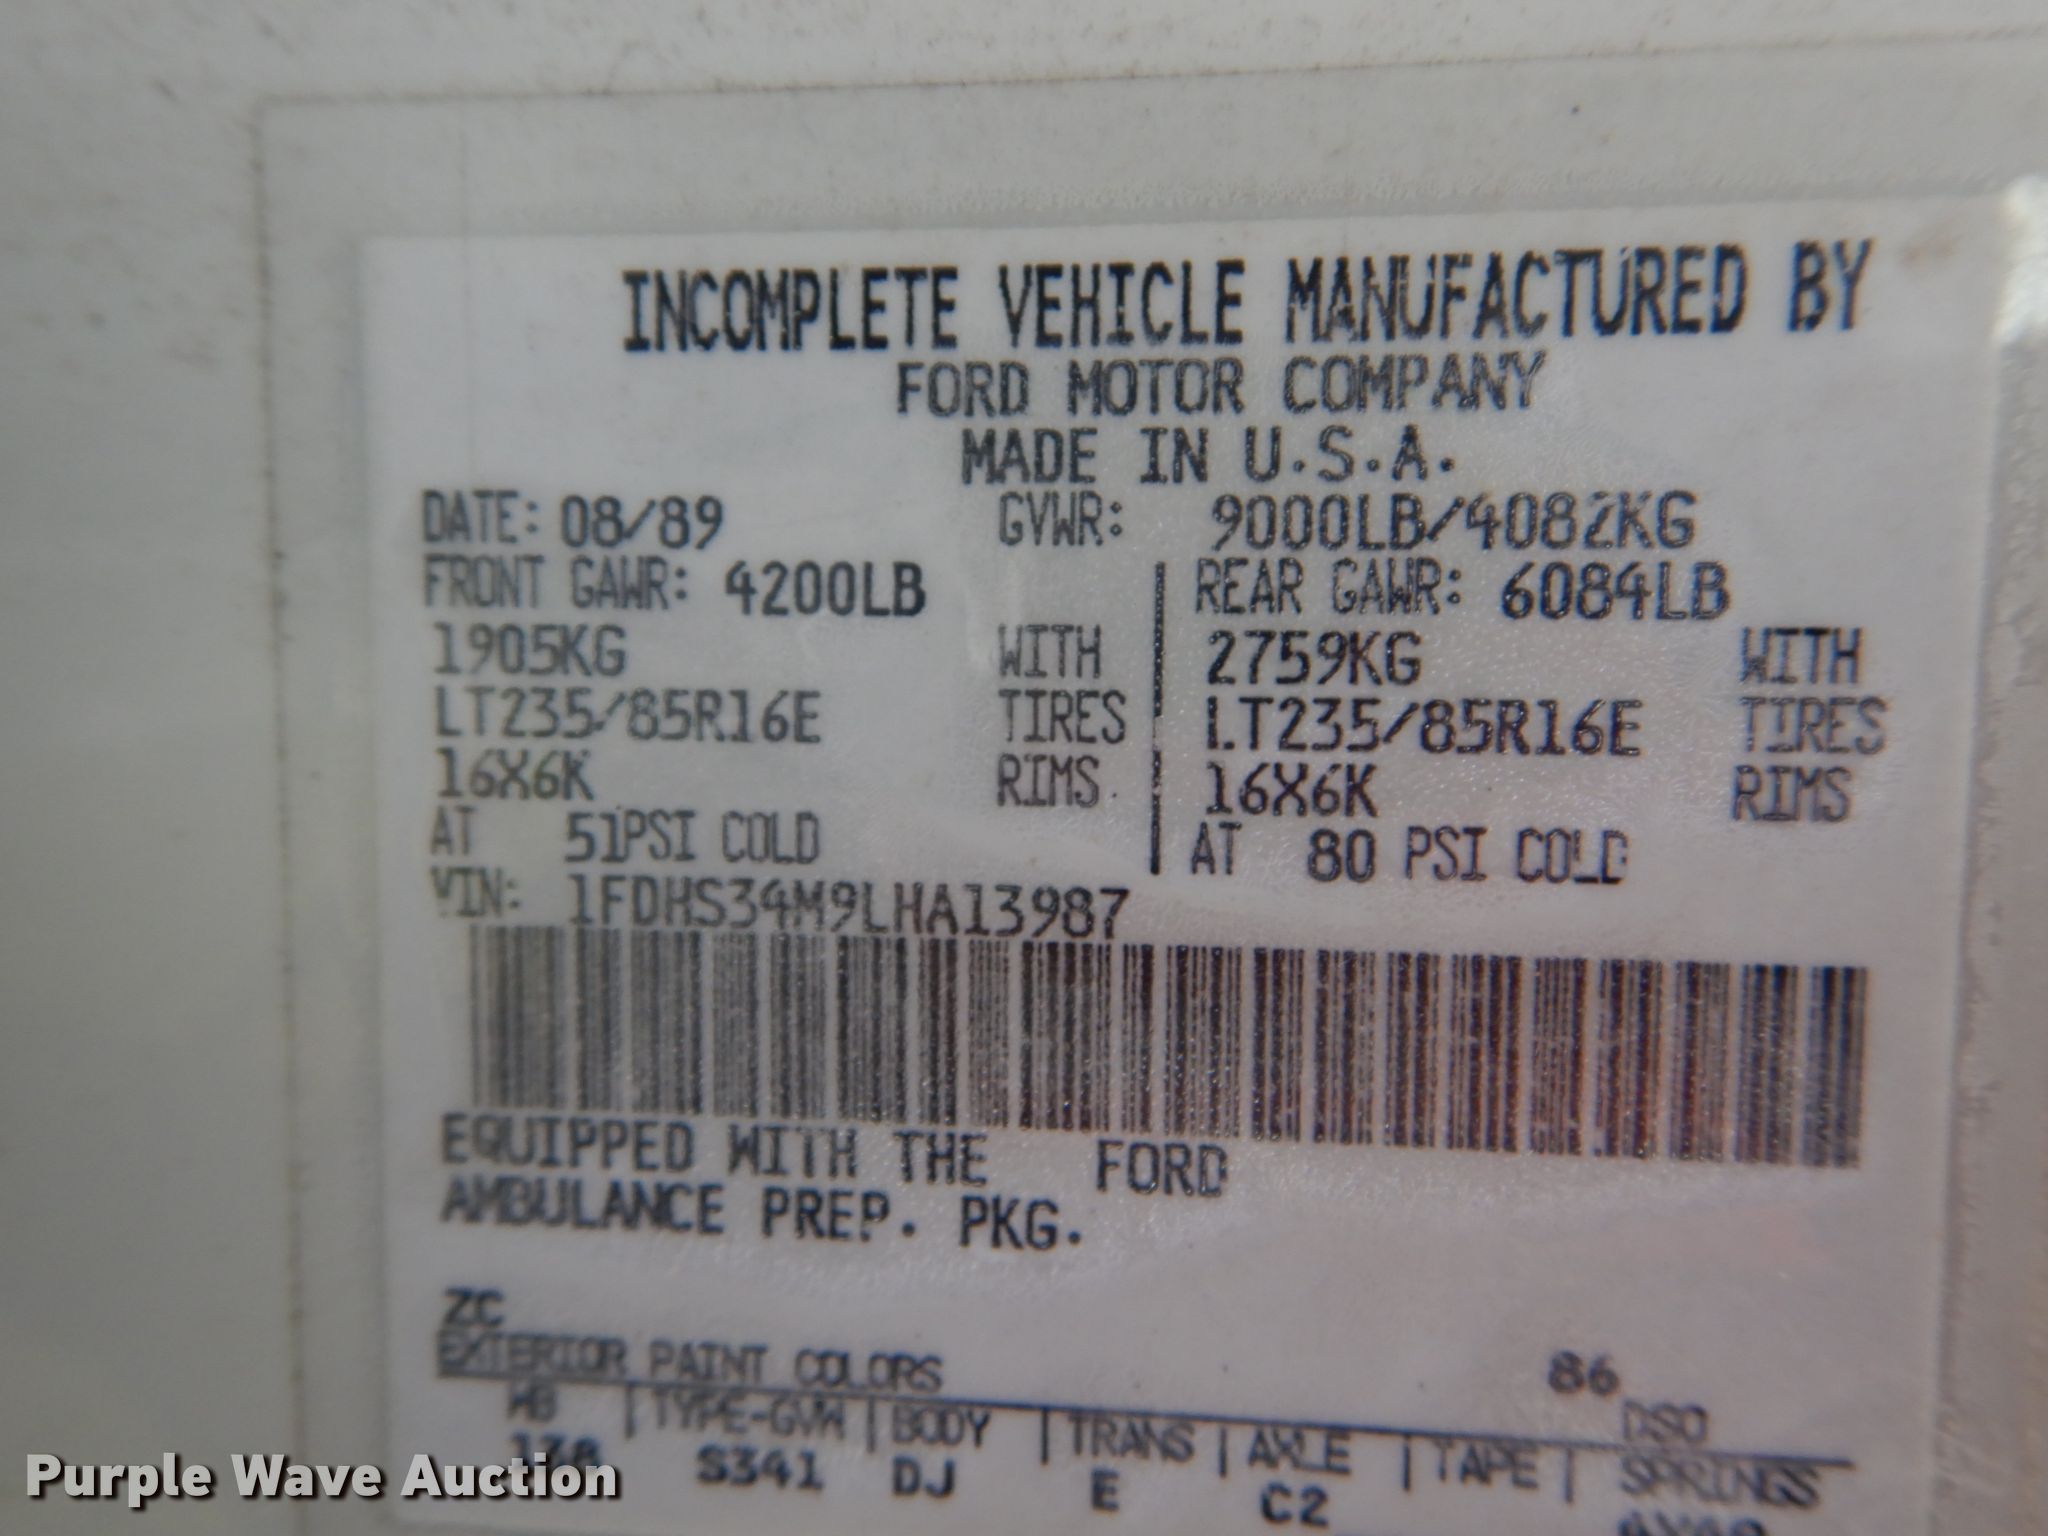 INCOMPLETE VEHICLE MANUFACTURED BY
FORD MOTOR COMPANY
MADE IN U.S.A.
DATE: 08/89 GVWR: 9000LB/4082KG
FRONT GAWR: 4200LB REAR GAWR: 6084LB
1905KG WITH 2759KG WITH
LT235/85R16E TIRES LT235/85R16E TIRES
16X6K RIMS 16X6K RIMS
AT 51PSI COLD AT 80 PSI COLD
VIN: 1FDHS34M9LHA13987
EQUIPPED WITH THE FORD
AMBULANCE PREP. PKG.
ZC
EXTERIOR PAINT COLORS 86 DSO
WB TYPE-GVW BODY TRANS AXLE TAPE SPRINGS
138 S341 DJ E C2
Purple Wave Auction